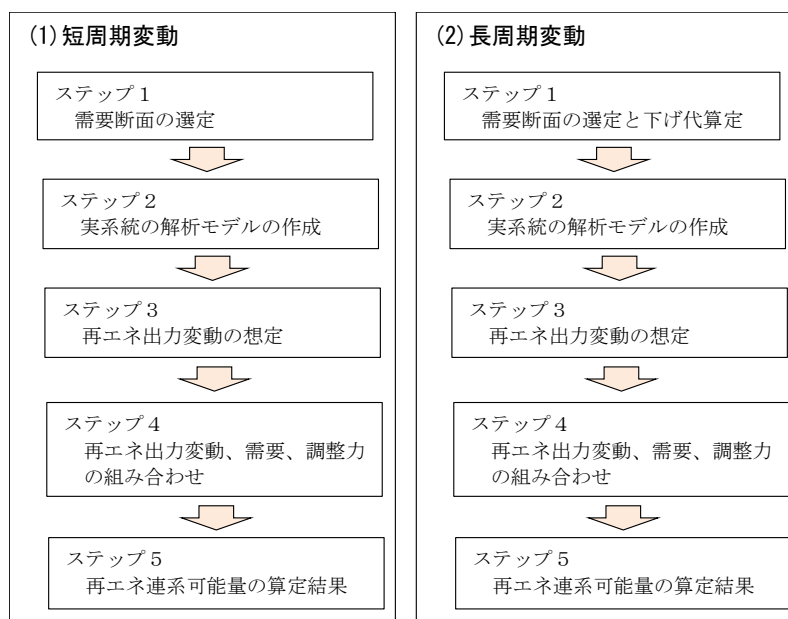 (1)短周期変動
ステップ１
需要断面の選定
ステップ２
実系統の解析モデルの作成
ステップ３
再エネ出力変動の想定
ステップ４
再エネ出力変動、需要、調整力
の組み合わせ
ステップ５
再エネ連系可能量の算定結果
(2)長周期変動
ステップ１
需要断面の選定と下げ代算定
ステップ２
実系統の解析モデルの作成
ステップ３
再エネ出力変動の想定
ステップ４
再エネ出力変動、需要、調整力
の組み合わせ
ステップ５
再エネ連系可能量の算定結果